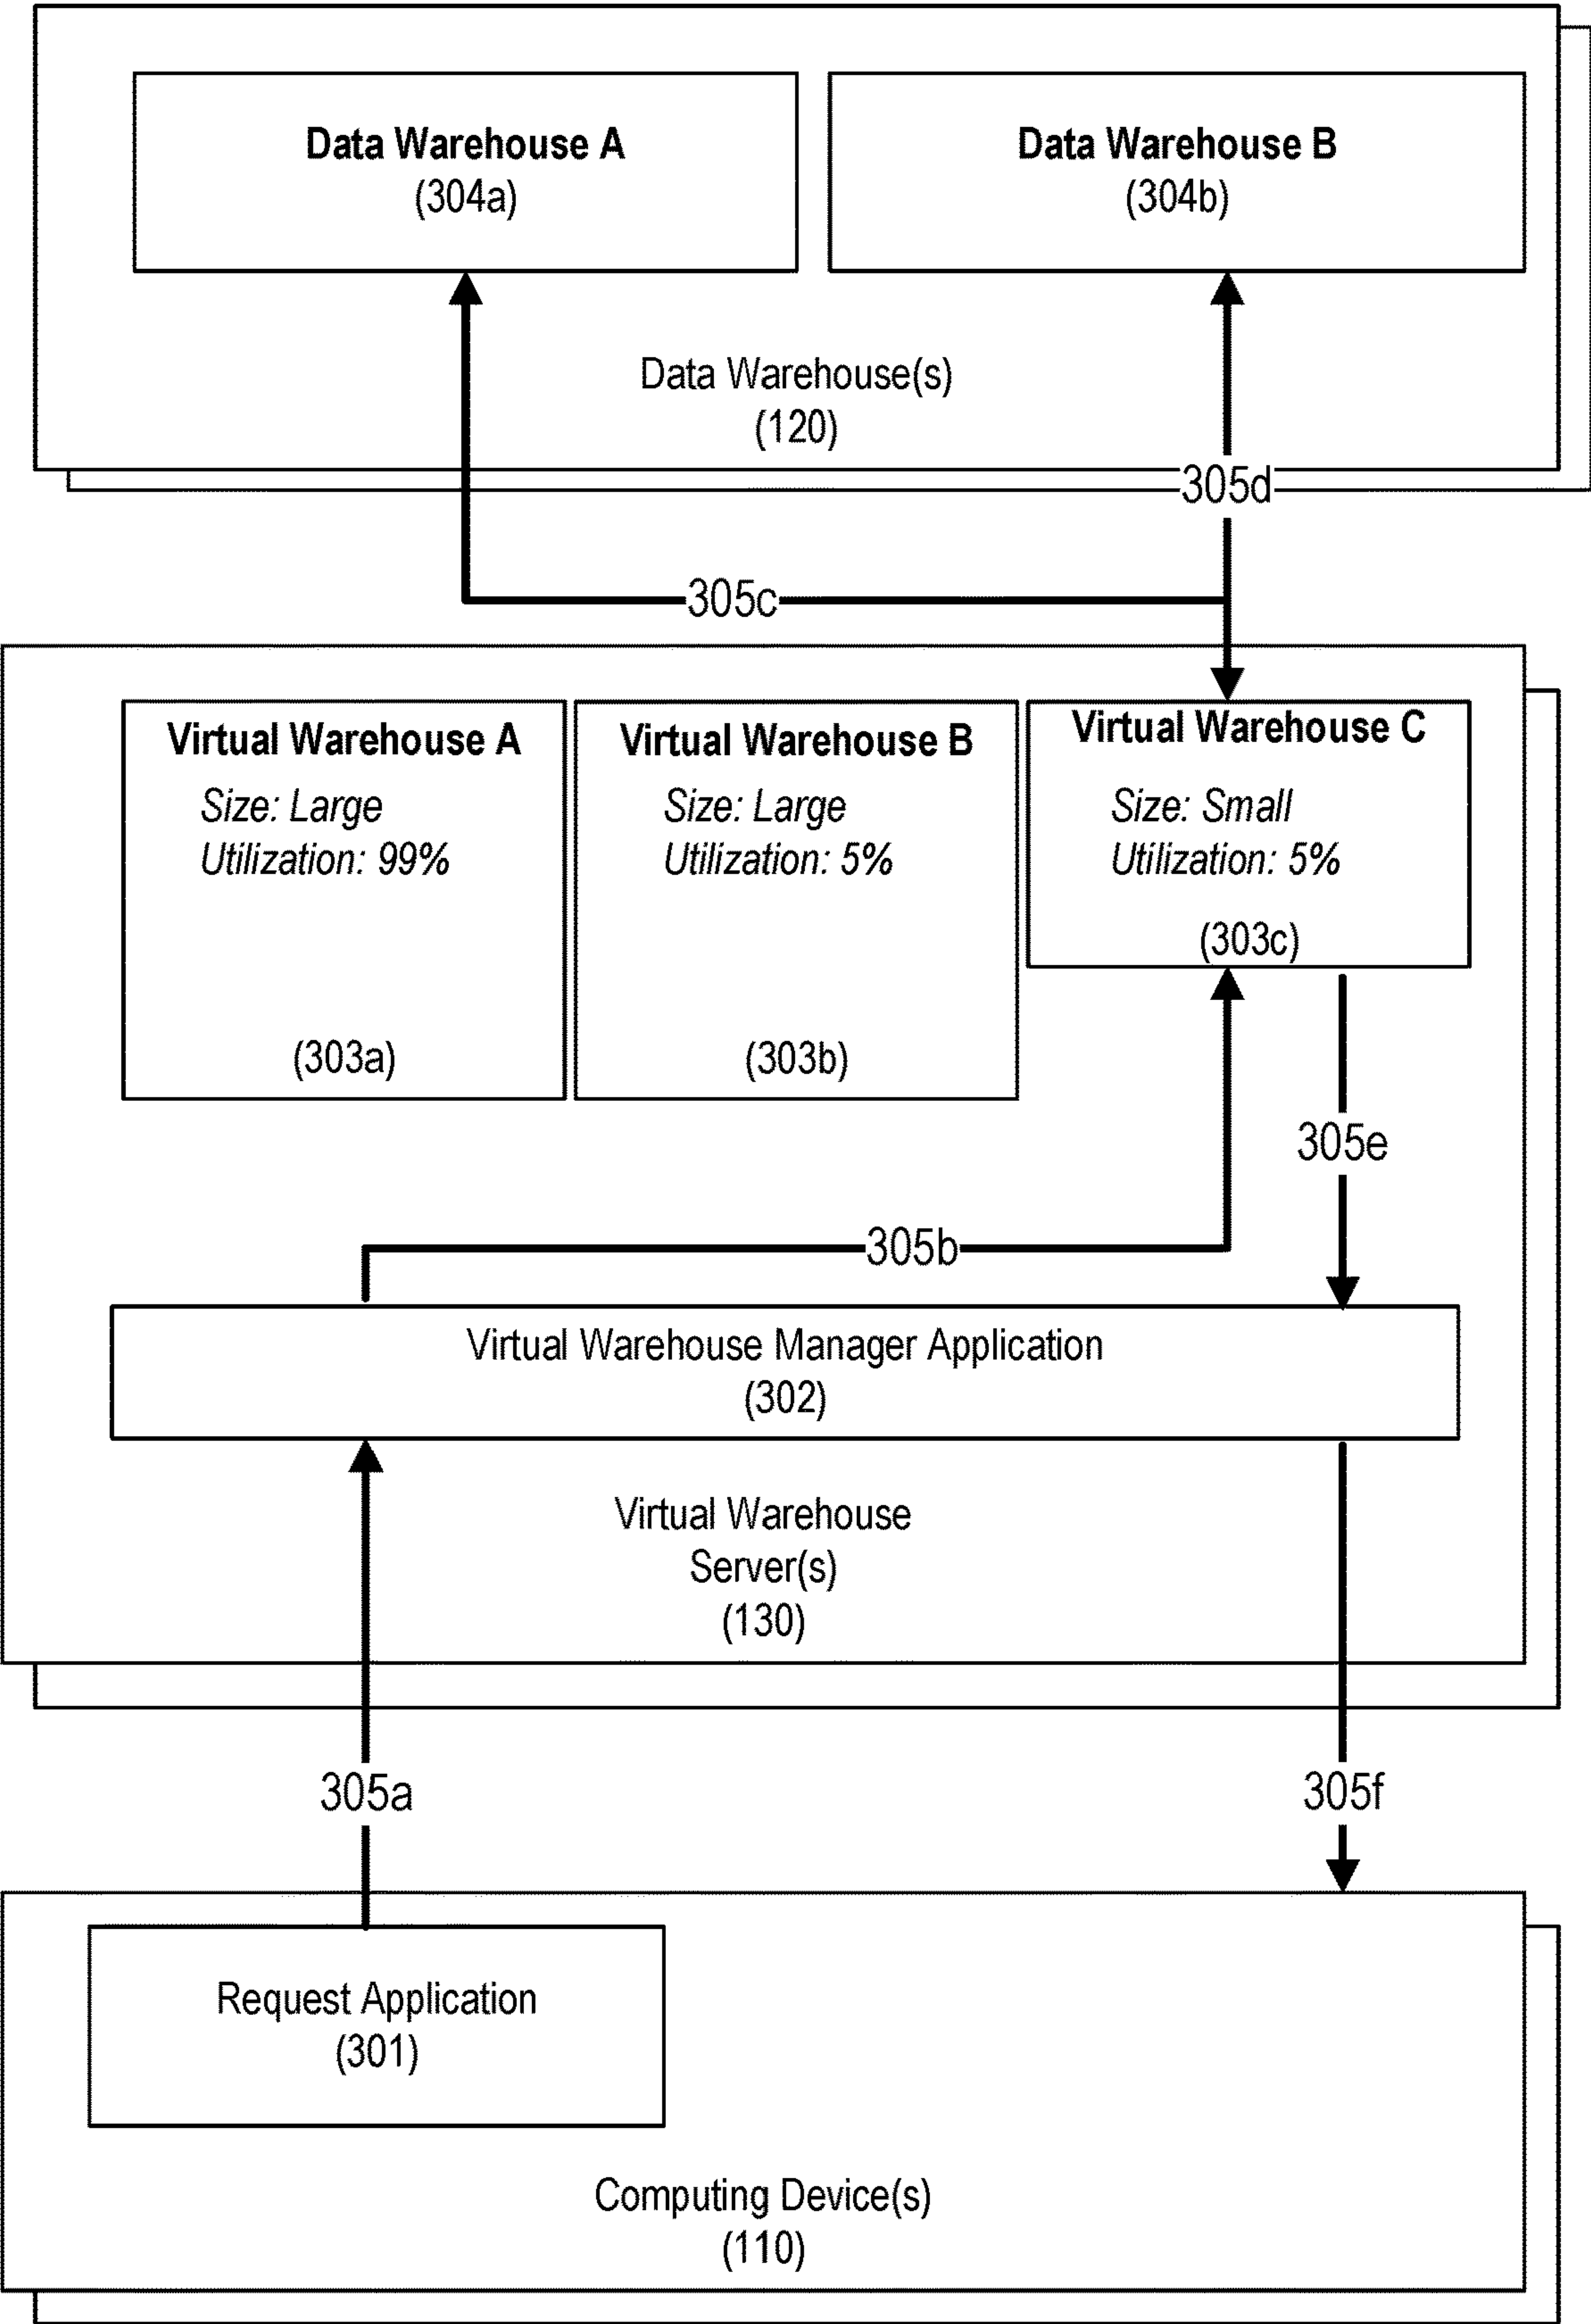 Data Warehouse A
(304a)
Data Warehouse B
(304b)
Data Warehouse(s)
(120)
305d
305c
Virtual Warehouse A
Size: Large
Utilization: 99%
(303a)
Virtual Warehouse B
Size: Large
Utilization: 5%
(303b)
Virtual Warehouse C
Size: Small
Utilization: 5%
(303c)
305e
305b
Virtual Warehouse Manager Application
(302)
Virtual Warehouse
Server(s)
(130)
305a
305f
Request Application
(301)
Computing Device(s)
(110)